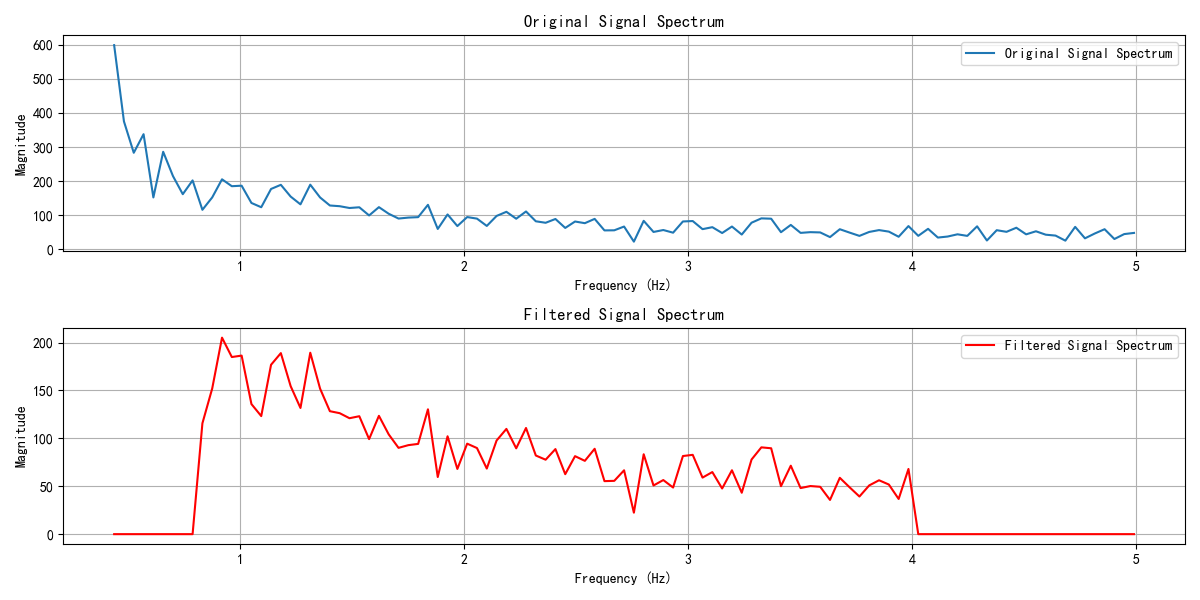 Original Signal Spectrum
600
500
400
300
200
100
0
Magnitude
Original Signal Spectrum
1 2 3 4 5
Frequency (Hz)
Filtered Signal Spectrum
200
150
100
50
0
Magnitude
Filtered Signal Spectrum
1 2 3 4 5
Frequency (Hz)